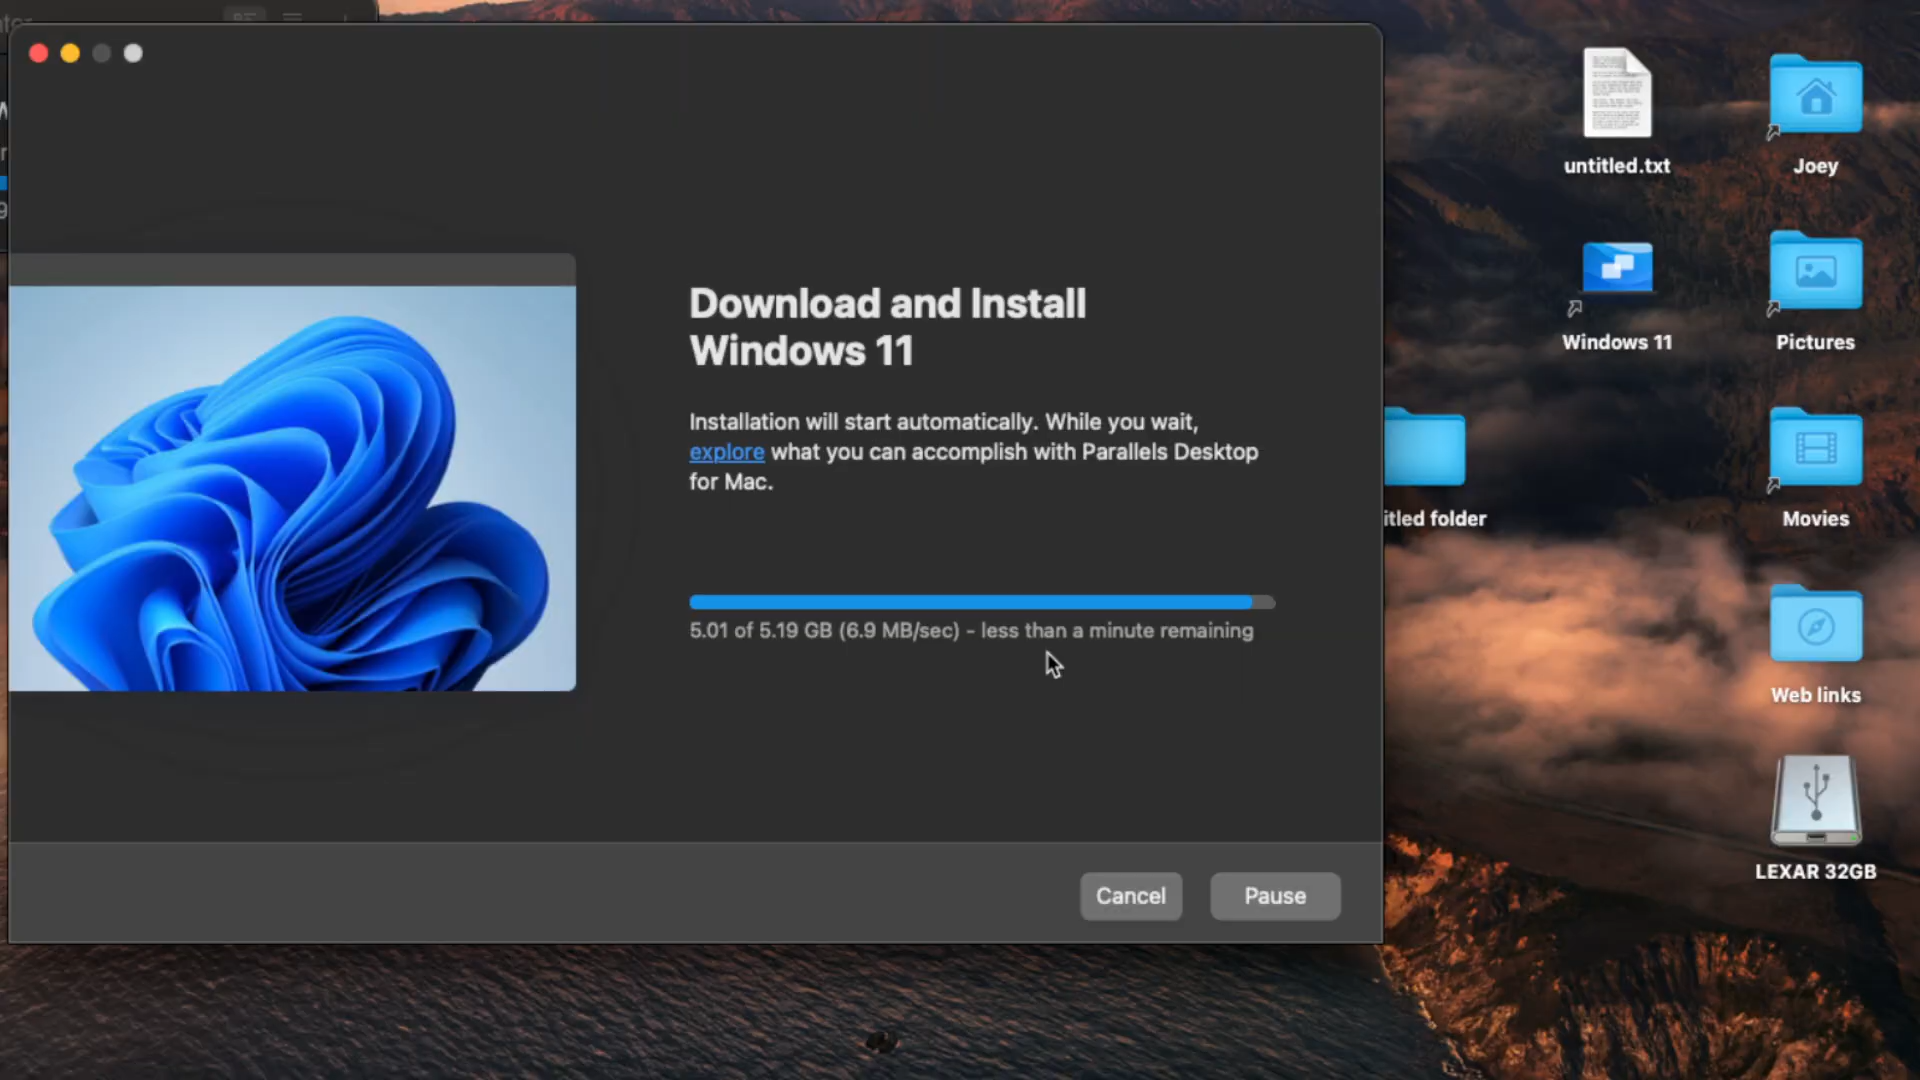 Download and Install
Windows 11
Installation will start automatically. While you wait,
explore what you can accomplish with Parallels Desktop
for Mac.
5.01 of 5.19 GB (6.9 MB/sec) - less than a minute remaining
Cancel
Pause
untitled.txt
Joey
Windows 11
Pictures
itled folder
Movies
Web links
LEXAR 32GB